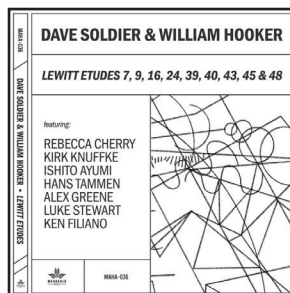 MAHA-036
DAVE SOLDIER & WILLIAM HOOKER • LEWITT ETUDES
DAVE SOLDIER & WILLIAM HOOKER
LEWITT ETUDES 7, 9, 16, 24, 39, 40, 43, 45 & 48
featuring:
REBECCA CHERRY
KIRK KNUFFKE
ISHITO AYUMI
HANS TAMMEN
ALEX GREENE
LUKE STEWART
KEN FILIANO
MAHAKALA
MAHA-036